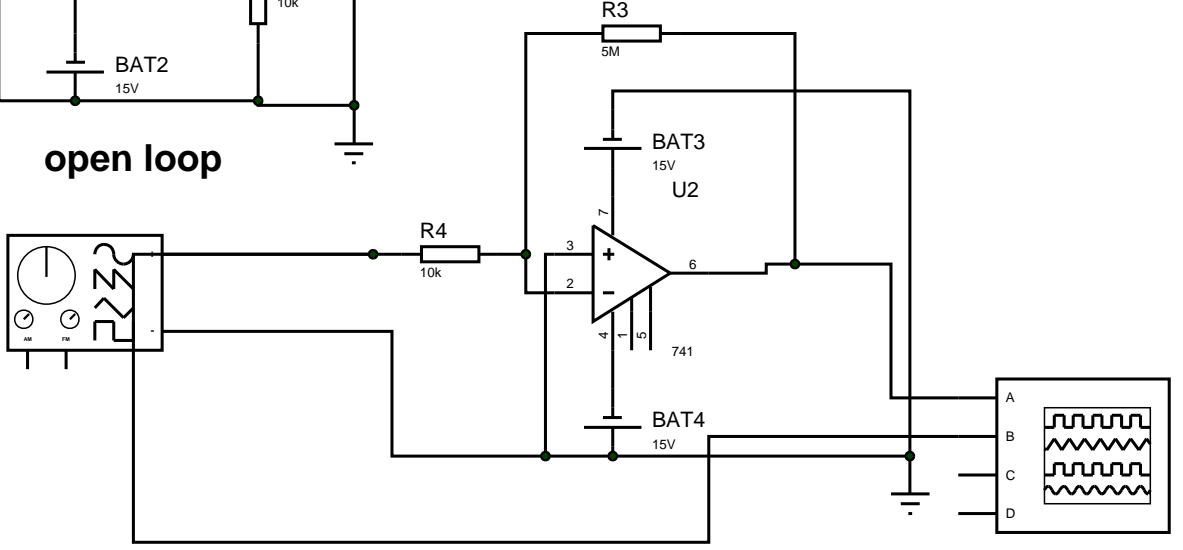 10k
R3
5M
BAT2
15V
open loop
BAT3
15V
U2
7
R4
10k
3
+
6
2
−
+
-
AM
FM
4
1
5
741
BAT4
15V
A
B
C
D